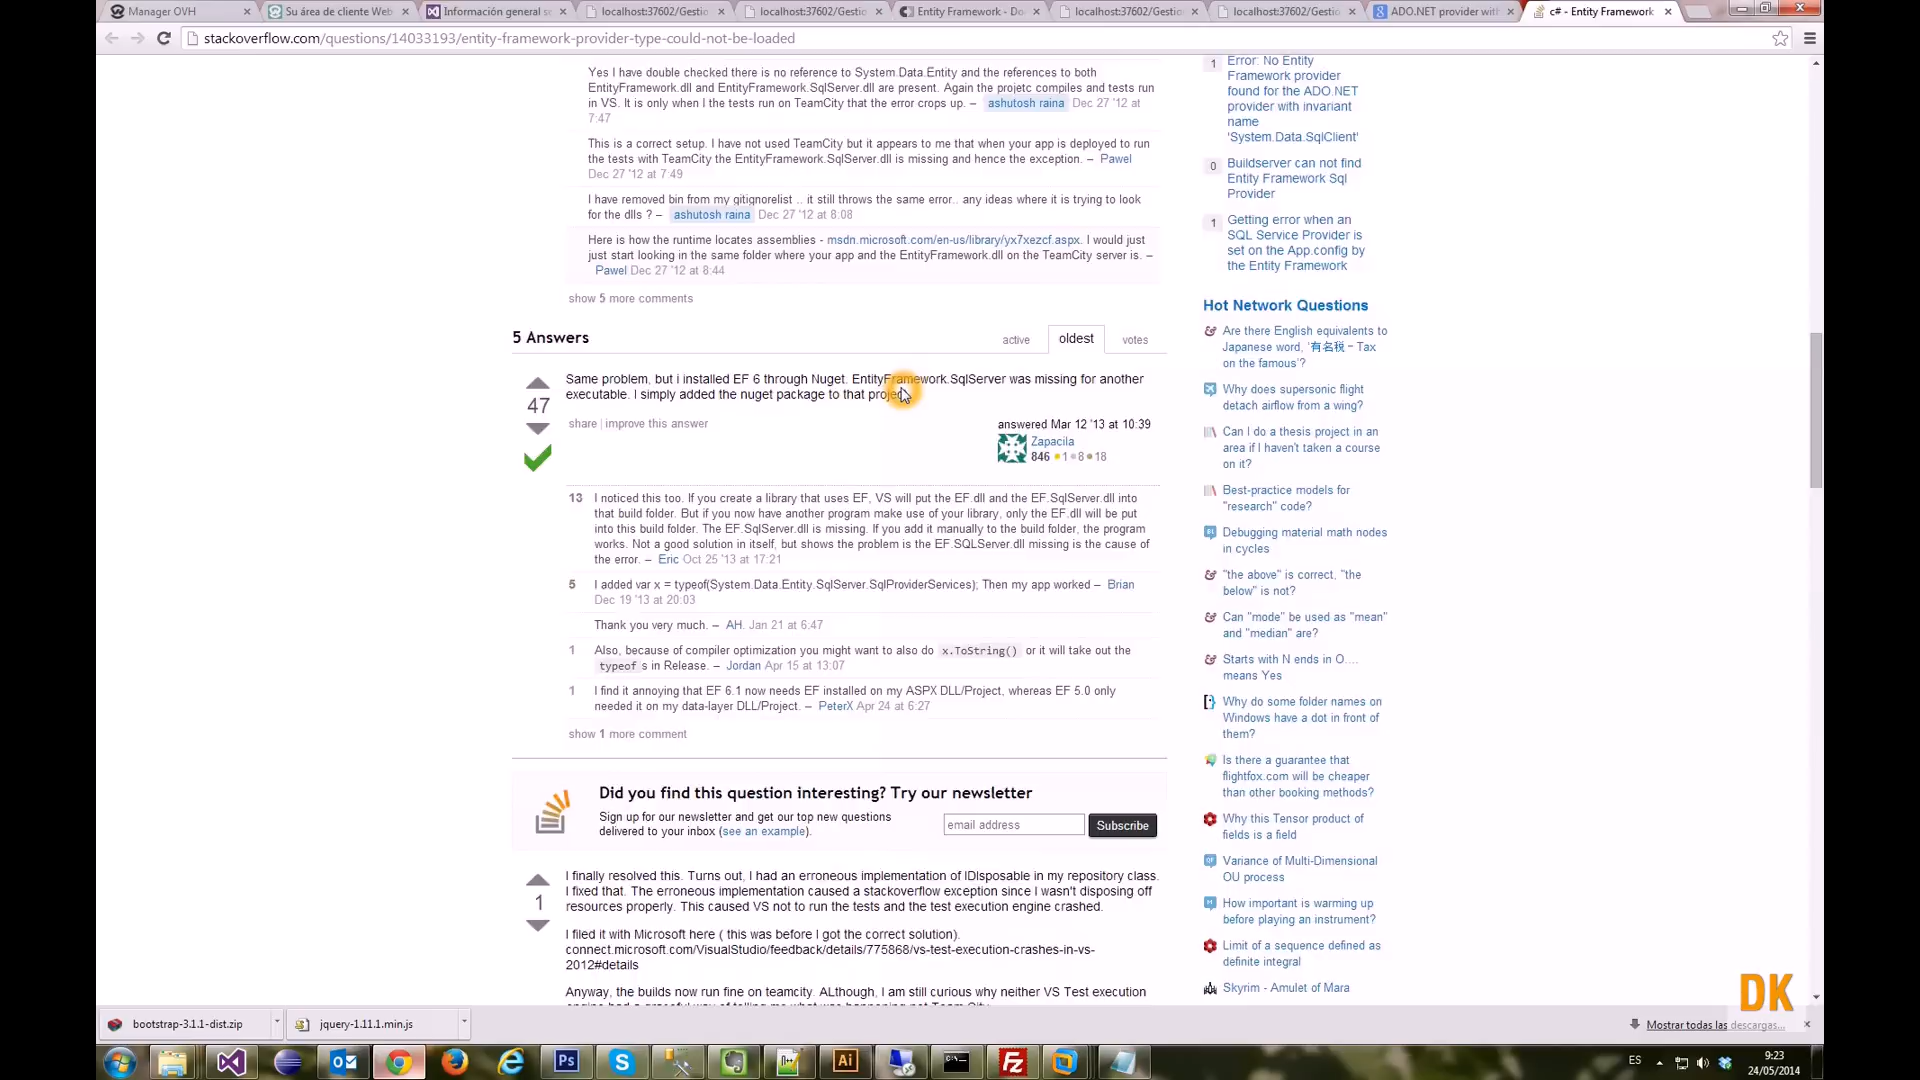 Manager OVH
Su área de cliente Web
Información general s
localhost:37602/Gestio
localhost:37602/Gestio
Entity Framework - Do
localhost:37602/Gestio
localhost:37602/Gestio
ADO.NET provider with
c# - Entity Framework
stackoverflow.com/questions/14033193/entity-framework-provider-type-could-not-be-loaded
Yes I have double checked there is no reference to System.Data.Entity and the references to both
EntityFramework.dll and EntityFramework.SqlServer.dll are present. Again the projetc compiles and tests run
in VS. It is only when I the tests run on TeamCity that the error crops up. – ashutosh raina Dec 27 '12 at
7:47
This is a correct setup. I have not used TeamCity but it appears to me that when your app is deployed to run
the tests with TeamCity the EntityFramework.SqlServer.dll is missing and hence the exception. – Pawel
Dec 27 '12 at 7:49
I have removed bin from my gitignorelist .. it still throws the same error.. any ideas where it is trying to look
for the dlls ? – ashutosh raina Dec 27 '12 at 8:08
Here is how the runtime locates assemblies - msdn.microsoft.com/en-us/library/yx7xezcf.aspx. I would just
just start looking in the same folder where your app and the EntityFramework.dll on the TeamCity server is. –
Pawel Dec 27 '12 at 8:44
show 5 more comments
5 Answers
active
oldest
votes
47
Same problem, but i installed EF 6 through Nuget. EntityFramework.SqlServer was missing for another
executable. I simply added the nuget package to that project.
share | improve this answer
answered Mar 12 '13 at 10:39
Zapacila
846 1 8 18
13 I noticed this too. If you create a library that uses EF, VS will put the EF.dll and the EF.SqlServer.dll into
that build folder. But if you now have another program make use of your library, only the EF.dll will be put
into this build folder. The EF.SqlServer.dll is missing. If you add it manually to the build folder, the program
works. Not a good solution in itself, but shows the problem is the EF.SQLServer.dll missing is the cause of
the error. – Eric Oct 25 '13 at 17:21
5 I added var x = typeof(System.Data.Entity.SqlServer.SqlProviderServices); Then my app worked – Brian
Dec 19 '13 at 20:03
Thank you very much. – AH. Jan 21 at 6:47
1 Also, because of compiler optimization you might want to also do x.ToString() or it will take out the
typeof s in Release. – Jordan Apr 15 at 13:07
1 I find it annoying that EF 6.1 now needs EF installed on my ASPX DLL/Project, whereas EF 5.0 only
needed it on my data-layer DLL/Project. – PeterX Apr 24 at 6:27
show 1 more comment
Did you find this question interesting? Try our newsletter
Sign up for our newsletter and get our top new questions
delivered to your inbox (see an example).
email address
Subscribe
1
I finally resolved this. Turns out, I had an erroneous implementation of IDIsposable in my repository class.
I fixed that. The erroneous implementation caused a stackoverflow exception since I wasn't disposing off
resources properly. This caused VS not to run the tests and the test execution engine crashed.
I filed it with Microsoft here ( this was before I got the correct solution).
connect.microsoft.com/VisualStudio/feedback/details/775868/vs-test-execution-crashes-in-vs-
2012#details
Anyway, the builds now run fine on teamcity. ALthough, I am still curious why neither VS Test execution
1 Error: No Entity
Framework provider
found for the ADO.NET
provider with invariant
name
'System.Data.SqlClient'
0 Buildserver can not find
Entity Framework Sql
Provider
1 Getting error when an
SQL Service Provider is
set on the App.config by
the Entity Framework
Hot Network Questions
Are there English equivalents to
Japanese word, '有名税 – Tax
on the famous'?
Why does supersonic flight
detach airflow from a wing?
Can I do a thesis project in an
area if I haven't taken a course
on it?
Best-practice models for
"research" code?
Debugging material math nodes
in cycles
"the above" is correct, "the
below" is not?
Can "mode" be used as "mean"
and "median" are?
Starts with N ends in O....
means Yes
Why do some folder names on
Windows have a dot in front of
them?
Is there a guarantee that
flightfox.com will be cheaper
than other booking methods?
Why this Tensor product of
fields is a field
Variance of Multi-Dimensional
OU process
How important is warming up
before playing an instrument?
Limit of a sequence defined as
definite integral
Skyrim - Amulet of Mara
DK
bootstrap-3.1.1-dist.zip
jquery-1.11.1.min.js
Mostrar todas las descargas...
ES
9:23
24/05/2014